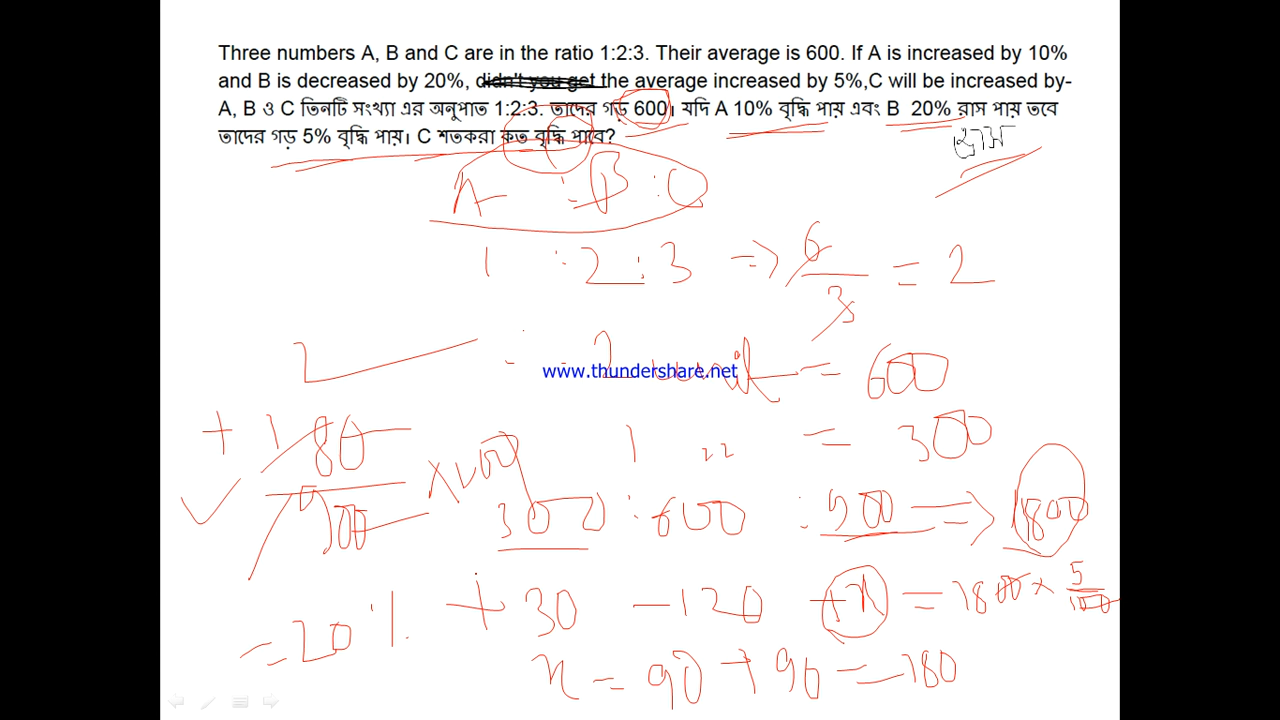 Three numbers A, B and C are in the ratio 1:2:3. Their average is 600. If A is increased by 10%
and B is decreased by 20%, didn't you get the average increased by 5%,C will be increased by-
A, B ও C তিনটি সংখ্যা এর অনুপাত 1:2:3. তাদের গড় 600। যদি A 10% বৃদ্ধি পায় এবং B 20% রাস পায় তবে
তাদের গড় 5% বৃদ্ধি পায়। C শতকরা কত বৃদ্ধি পাবে?
হ্রাস
A : B : C
1 : 2 : 3 => 6/3 = 2
2 unit = 600
www.thundershare.net
1 " = 300
+ 180/900 × 100
300 : 600 : 900 => 1800
+ 30 - 120 + x = 1800 × 5/100
= 20 %
x = 90 + 90 = 180